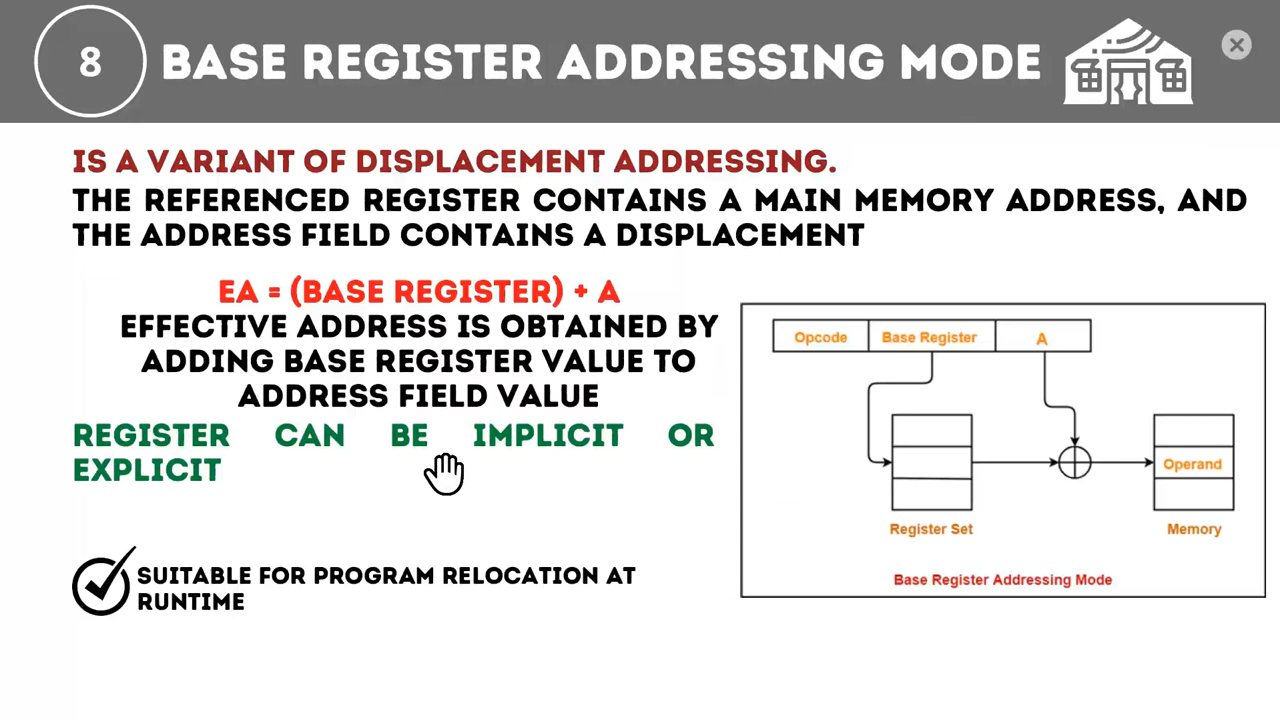 8 BASE REGISTER ADDRESSING MODE
IS A VARIANT OF DISPLACEMENT ADDRESSING.
THE REFERENCED REGISTER CONTAINS A MAIN MEMORY ADDRESS, AND
THE ADDRESS FIELD CONTAINS A DISPLACEMENT
EA = (BASE REGISTER) + A
EFFECTIVE ADDRESS IS OBTAINED BY
ADDING BASE REGISTER VALUE TO
ADDRESS FIELD VALUE
REGISTER CAN BE IMPLICIT OR
EXPLICIT
SUITABLE FOR PROGRAM RELOCATION AT
RUNTIME
Opcode Base Register A
Operand
Register Set Memory
Base Register Addressing Mode